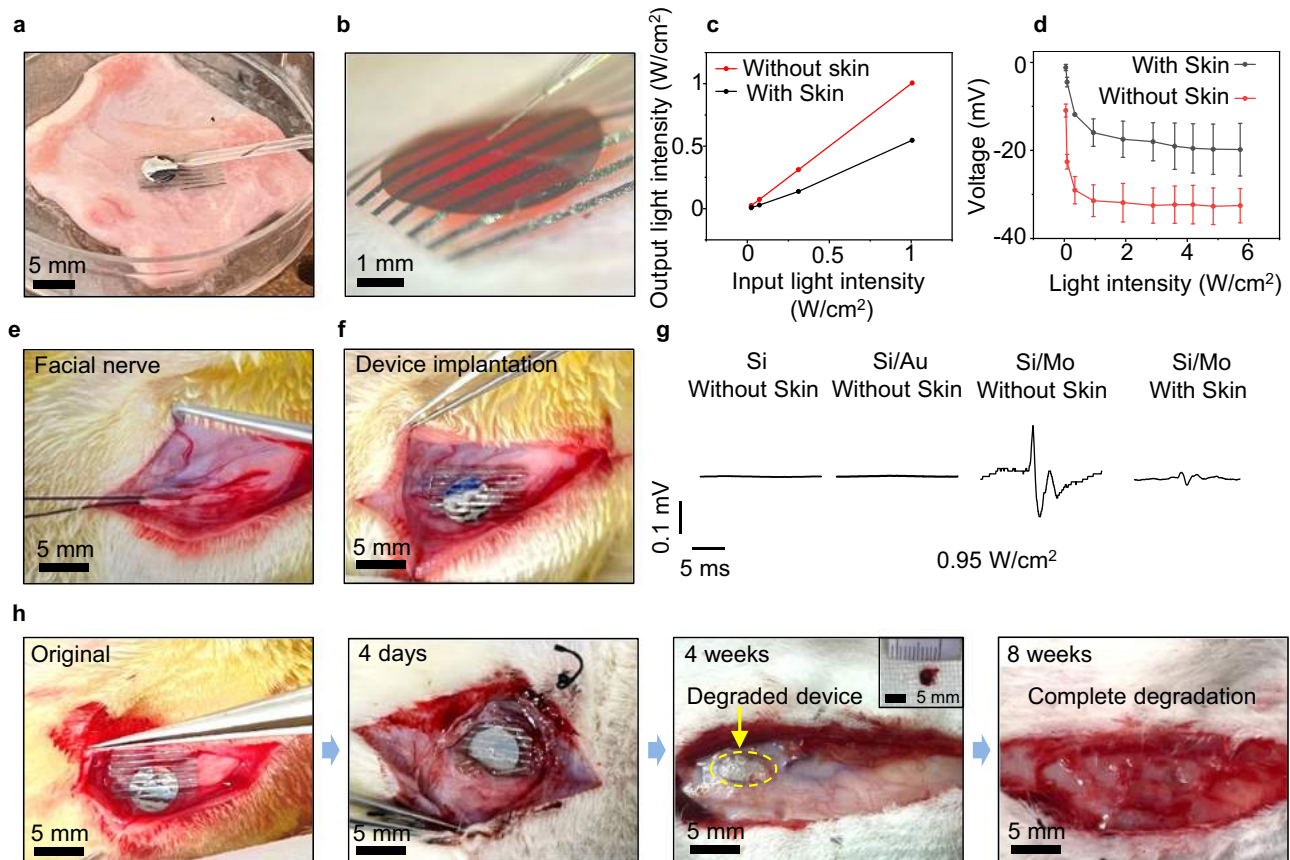 a
5 mm
b
1 mm
c
Output light intensity (W/cm²)
1
0.5
0
Without skin
With Skin
0
0.5
1
Input light intensity
(W/cm²)
d
Voltage (mV)
0
-20
-40
With Skin
Without Skin
0
2
4
6
Light intensity (W/cm²)
e
Facial nerve
5 mm
f
Device implantation
5 mm
g
Si
Without Skin
Si/Au
Without Skin
Si/Mo
Without Skin
Si/Mo
With Skin
0.1 mV
5 ms
0.95 W/cm²
h
Original
5 mm
4 days
5 mm
4 weeks
Degraded device
5 mm
5 mm
8 weeks
Complete degradation
5 mm